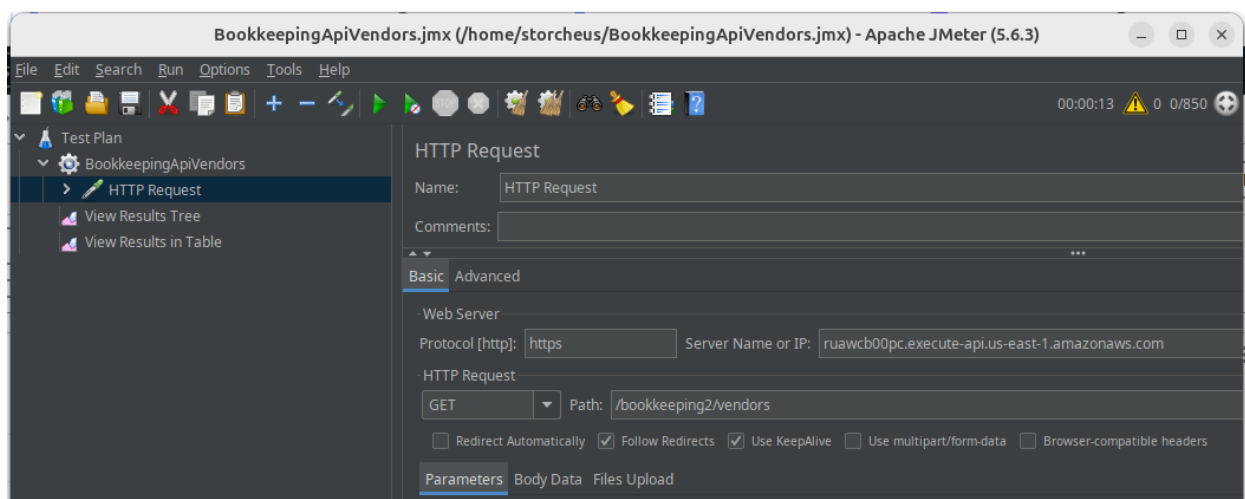 BookkeepingApiVendors.jmx (/home/storcheus/BookkeepingApiVendors.jmx) - Apache JMeter (5.6.3)
File Edit Search Run Options Tools Help
STOP
00:00:13 0 0/850
Test Plan
BookkeepingApiVendors
HTTP Request
View Results Tree
View Results in Table
HTTP Request
Name: HTTP Request
Comments:
Basic Advanced
Web Server
Protocol [http]: https Server Name or IP: ruawcb00pc.execute-api.us-east-1.amazonaws.com
HTTP Request
GET Path: /bookkeeping2/vendors
Redirect Automatically Follow Redirects Use KeepAlive Use multipart/form-data Browser-compatible headers
Parameters Body Data Files Upload